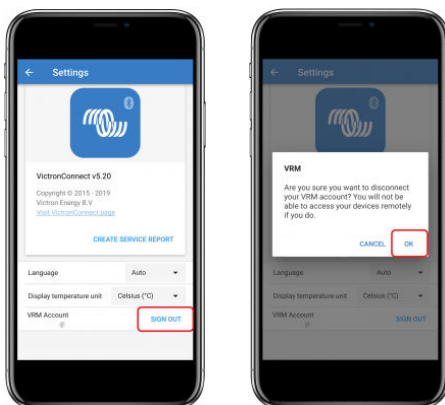 Settings
VictronConnect v5.20
Copyright © 2015 - 2019
Victron Energy B.V
Visit VictronConnect page
CREATE SERVICE REPORT
Language Auto
Display temperature unit Celsius (°C)
VRM Account
@
SIGN OUT
Settings
VRM
Are you sure you want to disconnect
your VRM account? You will not be
able to access your devices remotely
if you do.
CANCEL OK
Language Auto
Display temperature unit Celsius (°C)
VRM Account
@
SIGN OUT